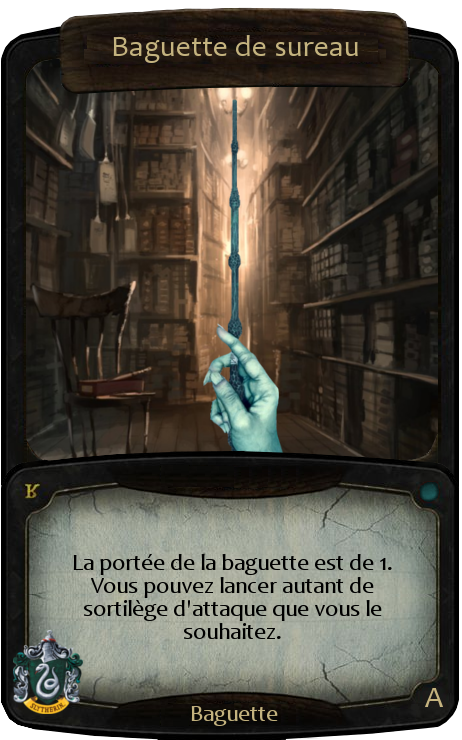 Baguette de sureau
La portée de la baguette est de 1.
Vous pouvez lancer autant de
sortilège d'attaque que vous le
souhaitez.
SLYTHERIN
A
Baguette